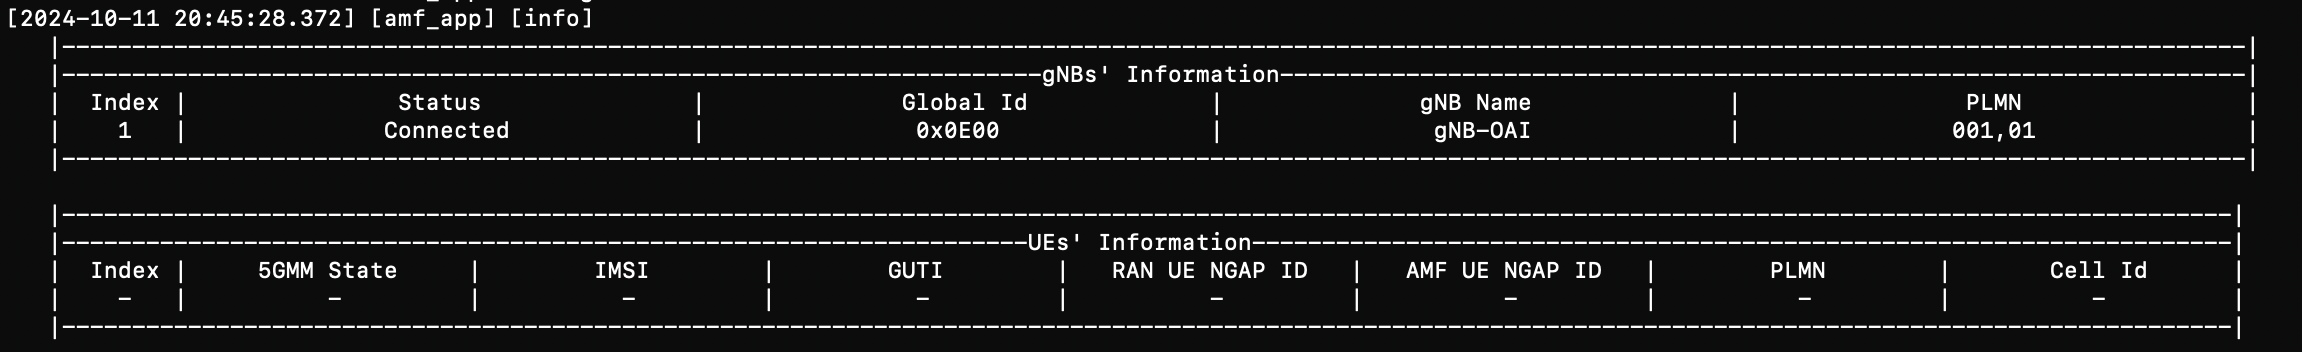 [2024-10-11 20:45:28.372] [amf_app] [info]
|----------------------------------------------------------------------------------------------------------------------------------------------------------|
|---------------------------------------------------------------------gNBs' Information--------------------------------------------------------------------|
| Index | Status | Global Id | gNB Name | PLMN |
| 1 | Connected | 0x0E00 | gNB-OAI | 001,01 |
|----------------------------------------------------------------------------------------------------------------------------------------------------------|
|---------------------------------------------------------------------------------------------------------------------------------------------------------|
|--------------------------------------------------------------------UEs' Information---------------------------------------------------------------------|
| Index | 5GMM State | IMSI | GUTI | RAN UE NGAP ID | AMF UE NGAP ID | PLMN | Cell Id |
| - | - | - | - | - | - | - | - |
|---------------------------------------------------------------------------------------------------------------------------------------------------------|